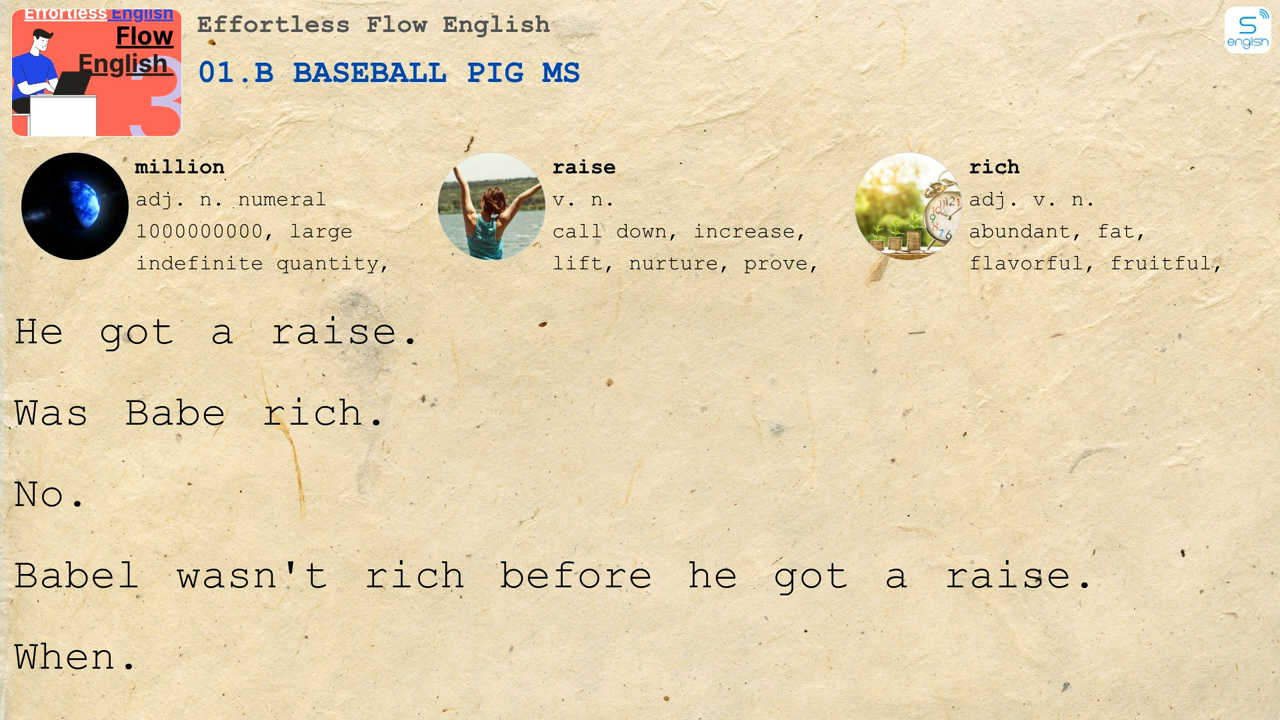 Effortless English
Flow
English
3
Effortless Flow English
01.B BASEBALL PIG MS
S
english
million
adj. n. numeral
1000000000, large
indefinite quantity,
raise
v. n.
call down, increase,
lift, nurture, prove,
rich
adj. v. n.
abundant, fat,
flavorful, fruitful,
He got a raise.
Was Babe rich.
No.
Babel wasn't rich before he got a raise.
When.